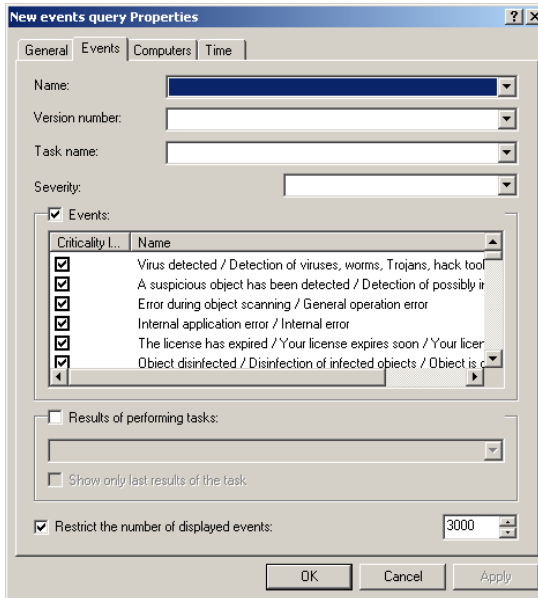 New events query Properties
General Events Computers Time
Name:
Version number:
Task name:
Severity:
Events:
Criticality l... Name
Virus detected / Detection of viruses, worms, Trojans, hack tool
A suspicious object has been detected / Detection of possibly
Error during object scanning / General operation error
Internal application error / Internal error
The license has expired / Your license expires soon / Your
Object disinfected / Disinfection of infected objects / Object is
Results of performing tasks:
Show only last results of the task
Restrict the number of displayed events: 3000
OK Cancel Apply